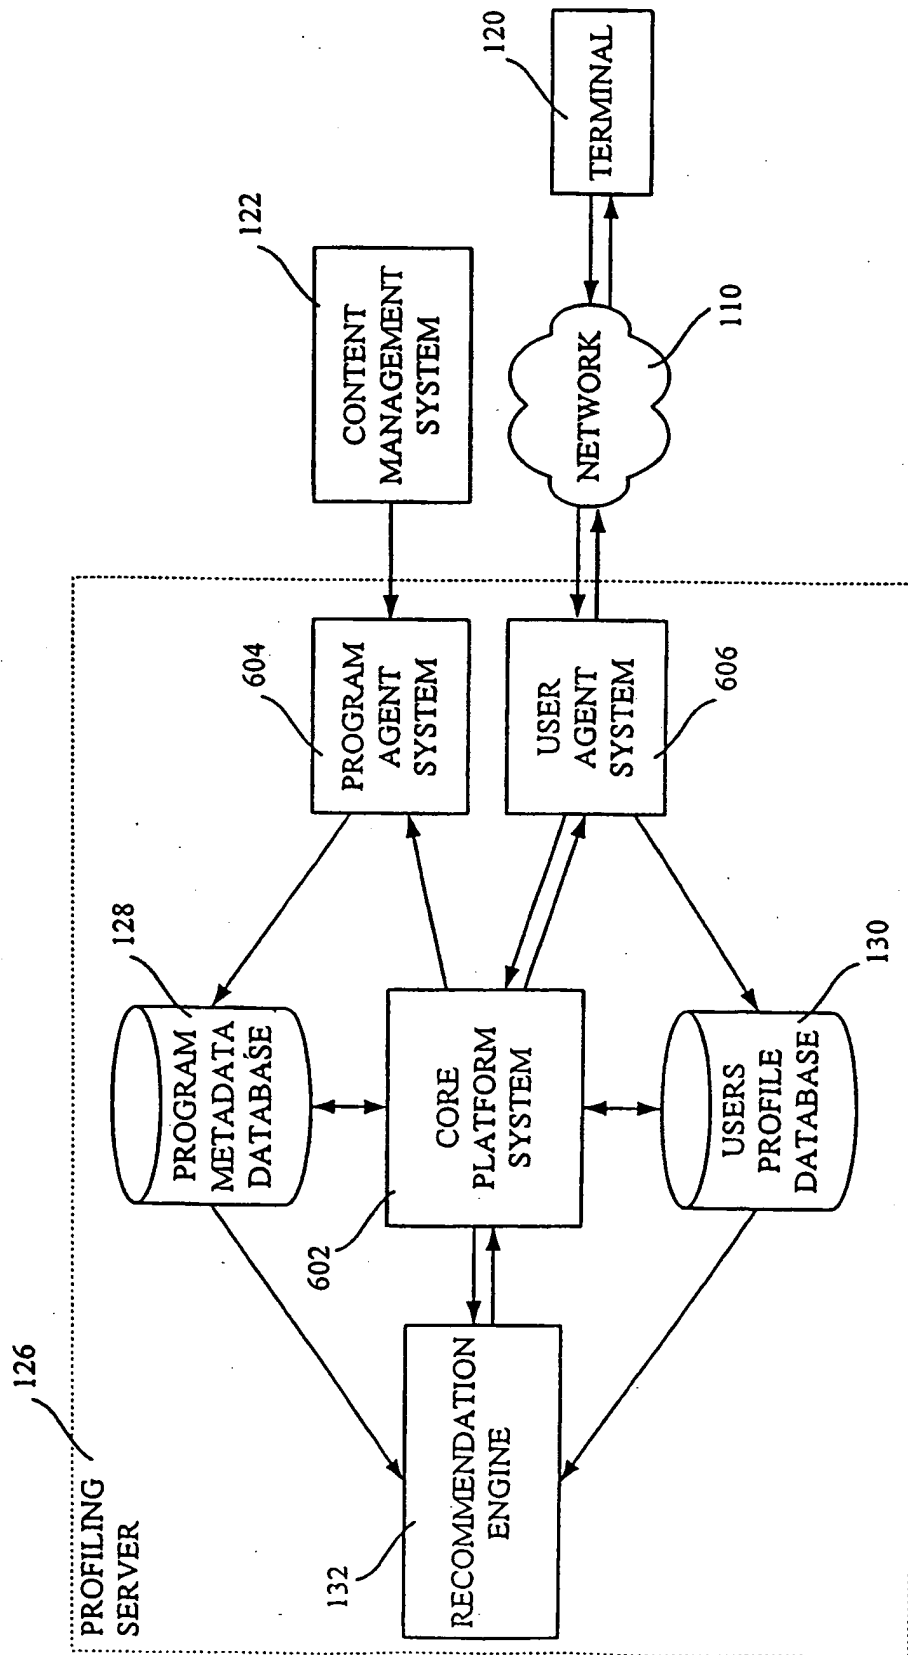 PROFILING
SERVER
126
RECOMMENDATION
ENGINE
132
PROGRAM
METADATA
DATABASE
128
CORE
PLATFORM
SYSTEM
602
USERS
PROFILE
DATABASE
130
PROGRAM
AGENT
SYSTEM
604
USER
AGENT
SYSTEM
606
CONTENT
MANAGEMENT
SYSTEM
122
NETWORK
110
TERMINAL
120